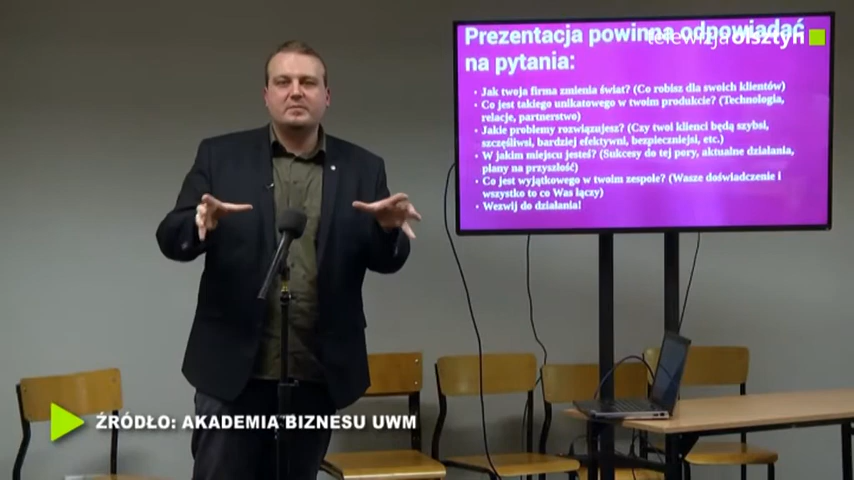 telewizjaolsztyn
Prezentacja powinna odpowiadać
na pytania:
• Jak twoja firma zmienia świat? (Co robisz dla swoich klientów)
• Co jest takiego unikatowego w twoim produkcie? (Technologia,
relacje, partnerstwo)
• Jakie problemy rozwiązujesz? (Czy twoi klienci będą szybsi,
szczęśliwsi, bardziej efektywni, bezpieczniejsi, etc.)
• W jakim miejscu jesteś? (Sukcesy do tej pory, aktualne działania,
plany na przyszłość)
• Co jest wyjątkowego w twoim zespole? (Wasze doświadczenie i
wszystko to co Was łączy)
• Wezwij do działania!
ŹRÓDŁO: AKADEMIA BIZNESU UWM